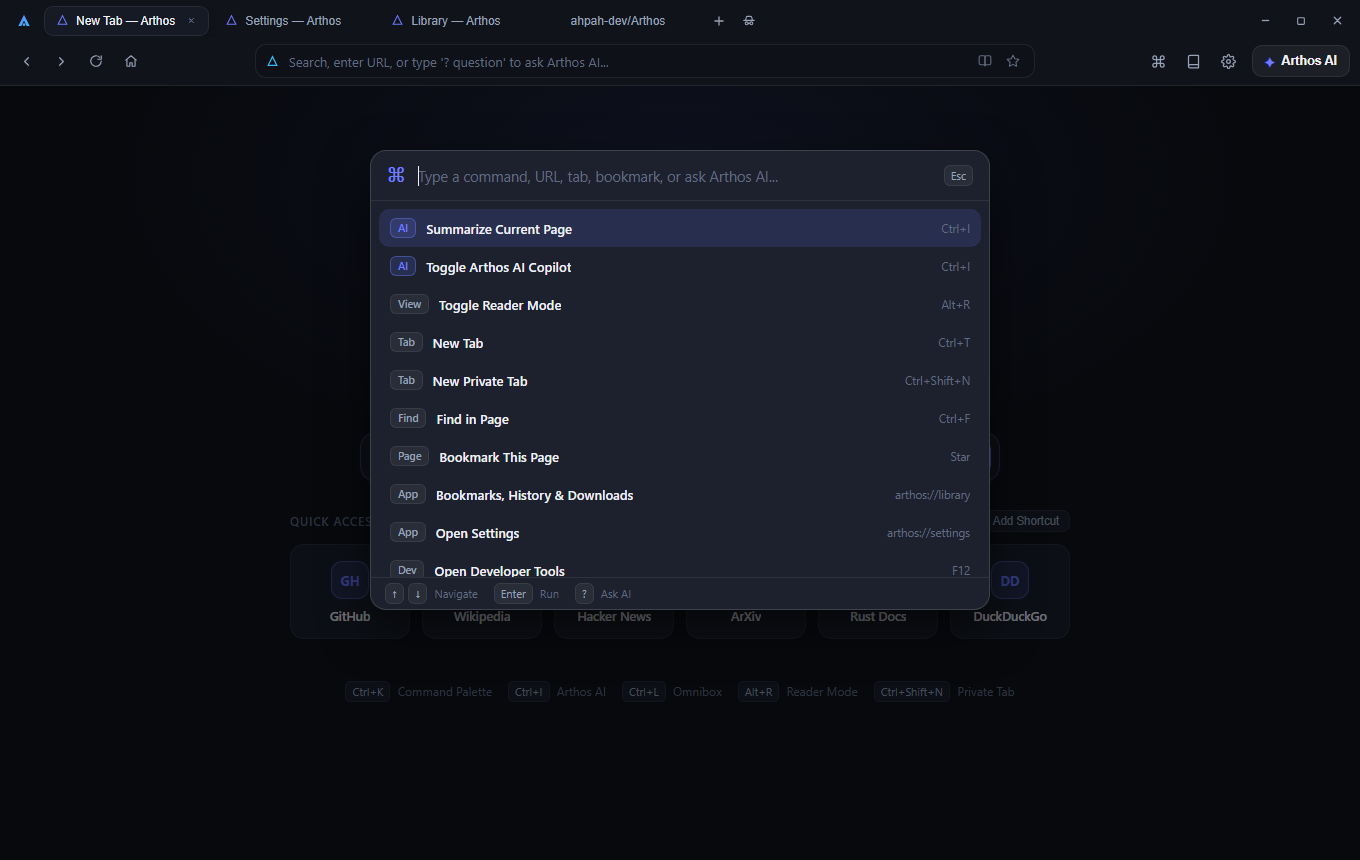 New Tab — Arthos × Settings — Arthos Library — Arthos ahpah-dev/Arthos
Search, enter URL, or type '? question' to ask Arthos AI...
Arthos AI
Type a command, URL, tab, bookmark, or ask Arthos AI... Esc
AI Summarize Current Page Ctrl+I
AI Toggle Arthos AI Copilot Ctrl+I
View Toggle Reader Mode Alt+R
Tab New Tab Ctrl+T
Tab New Private Tab Ctrl+Shift+N
Find Find in Page Ctrl+F
Page Bookmark This Page Star
App Bookmarks, History & Downloads arthos://library
App Open Settings arthos://settings
Dev Open Developer Tools F12
↑ ↓ Navigate Enter Run ? Ask AI
QUICK ACCES Add Shortcut
GH DD
GitHub Wikipedia Hacker News ArXiv Rust Docs DuckDuckGo
Ctrl+K Command Palette Ctrl+I Arthos AI Ctrl+L Omnibox Alt+R Reader Mode Ctrl+Shift+N Private Tab